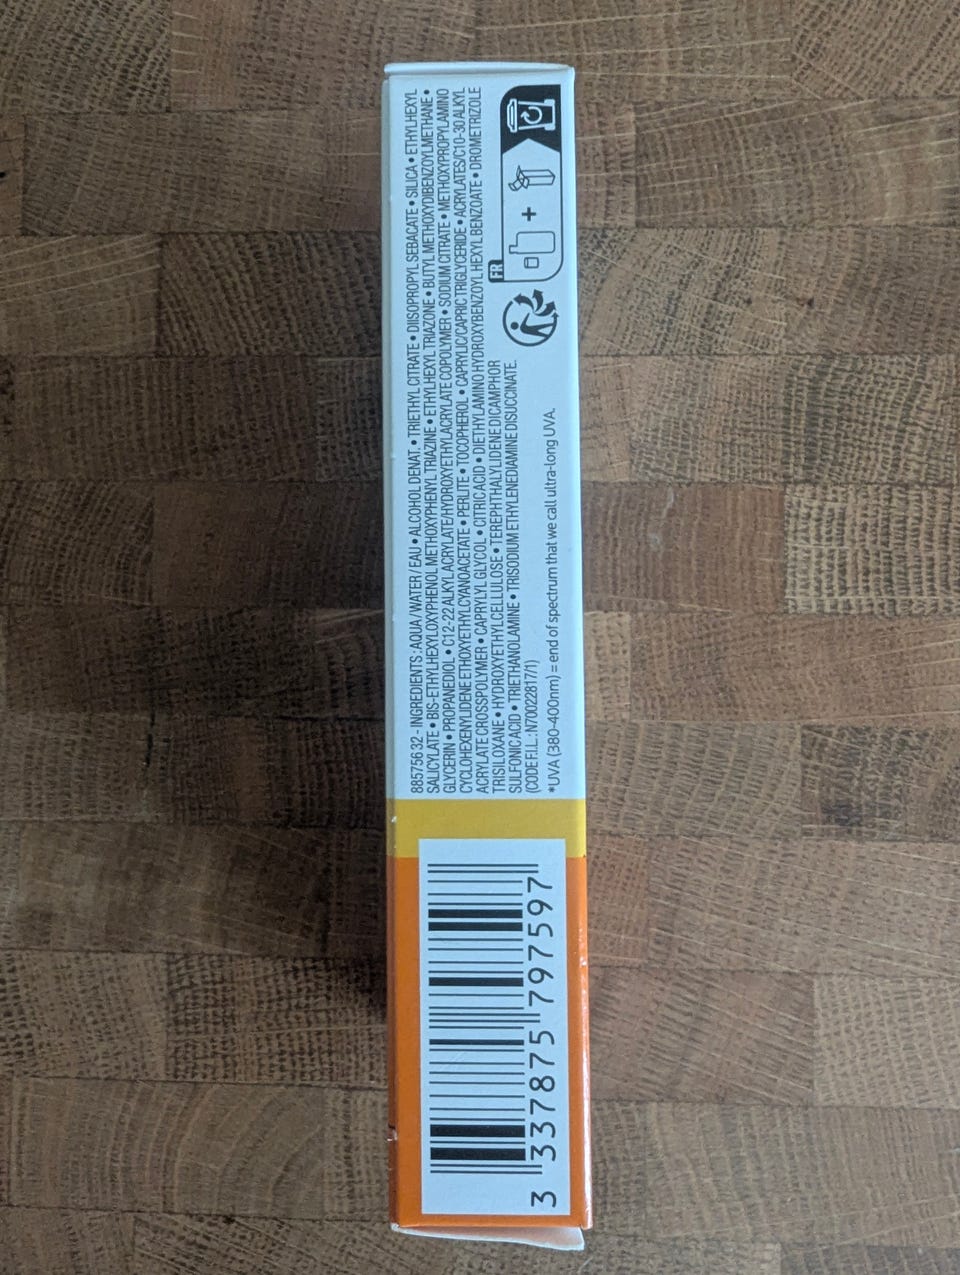 8857563 2 - INGREDIENTS : AQUA / WATER / EAU • ALCOHOL DENAT. • TRIETHYL CITRATE • DIISOPROPYL SEBACATE • SILICA • ETHYLHEXYL
SALICYLATE • BIS-ETHYLHEXYLOXYPHENOL METHOXYPHENYL TRIAZINE • ETHYLHEXYL TRIAZONE • BUTYL METHOXYDIBENZOYLMETHANE •
GLYCERIN • PROPANEDIOL • C12-22 ALKYL ACRYLATE/HYDROXYETHYLACRYLATE COPOLYMER • SODIUM CITRATE • METHOXYPROPYLAMINO
CYCLOHEXENYLIDENE ETHOXYETHYLCYANOACETATE • PERLITE • TOCOPHEROL • CAPRYLIC/CAPRIC TRIGLYCERIDE • ACRYLATES/C10-30 ALKYL
ACRYLATE CROSSPOLYMER • CAPRYLYL GLYCOL • CITRIC ACID • DIETHYLAMINO HYDROXYBENZOYL HEXYL BENZOATE • DROMETRIZOLE
TRISILOXANE • HYDROXYETHYLCELLULOSE • TEREPHTHALYLIDENE DICAMPHOR
SULFONIC ACID • TRIETHANOLAMINE • TRISODIUM ETHYLENEDIAMINE DISUCCINATE.
(CODE F.I.L. : N70022817/1)
*UVA (380-400nm) = end of spectrum that we call ultra-long UVA.
FR
+
3 337875 797597